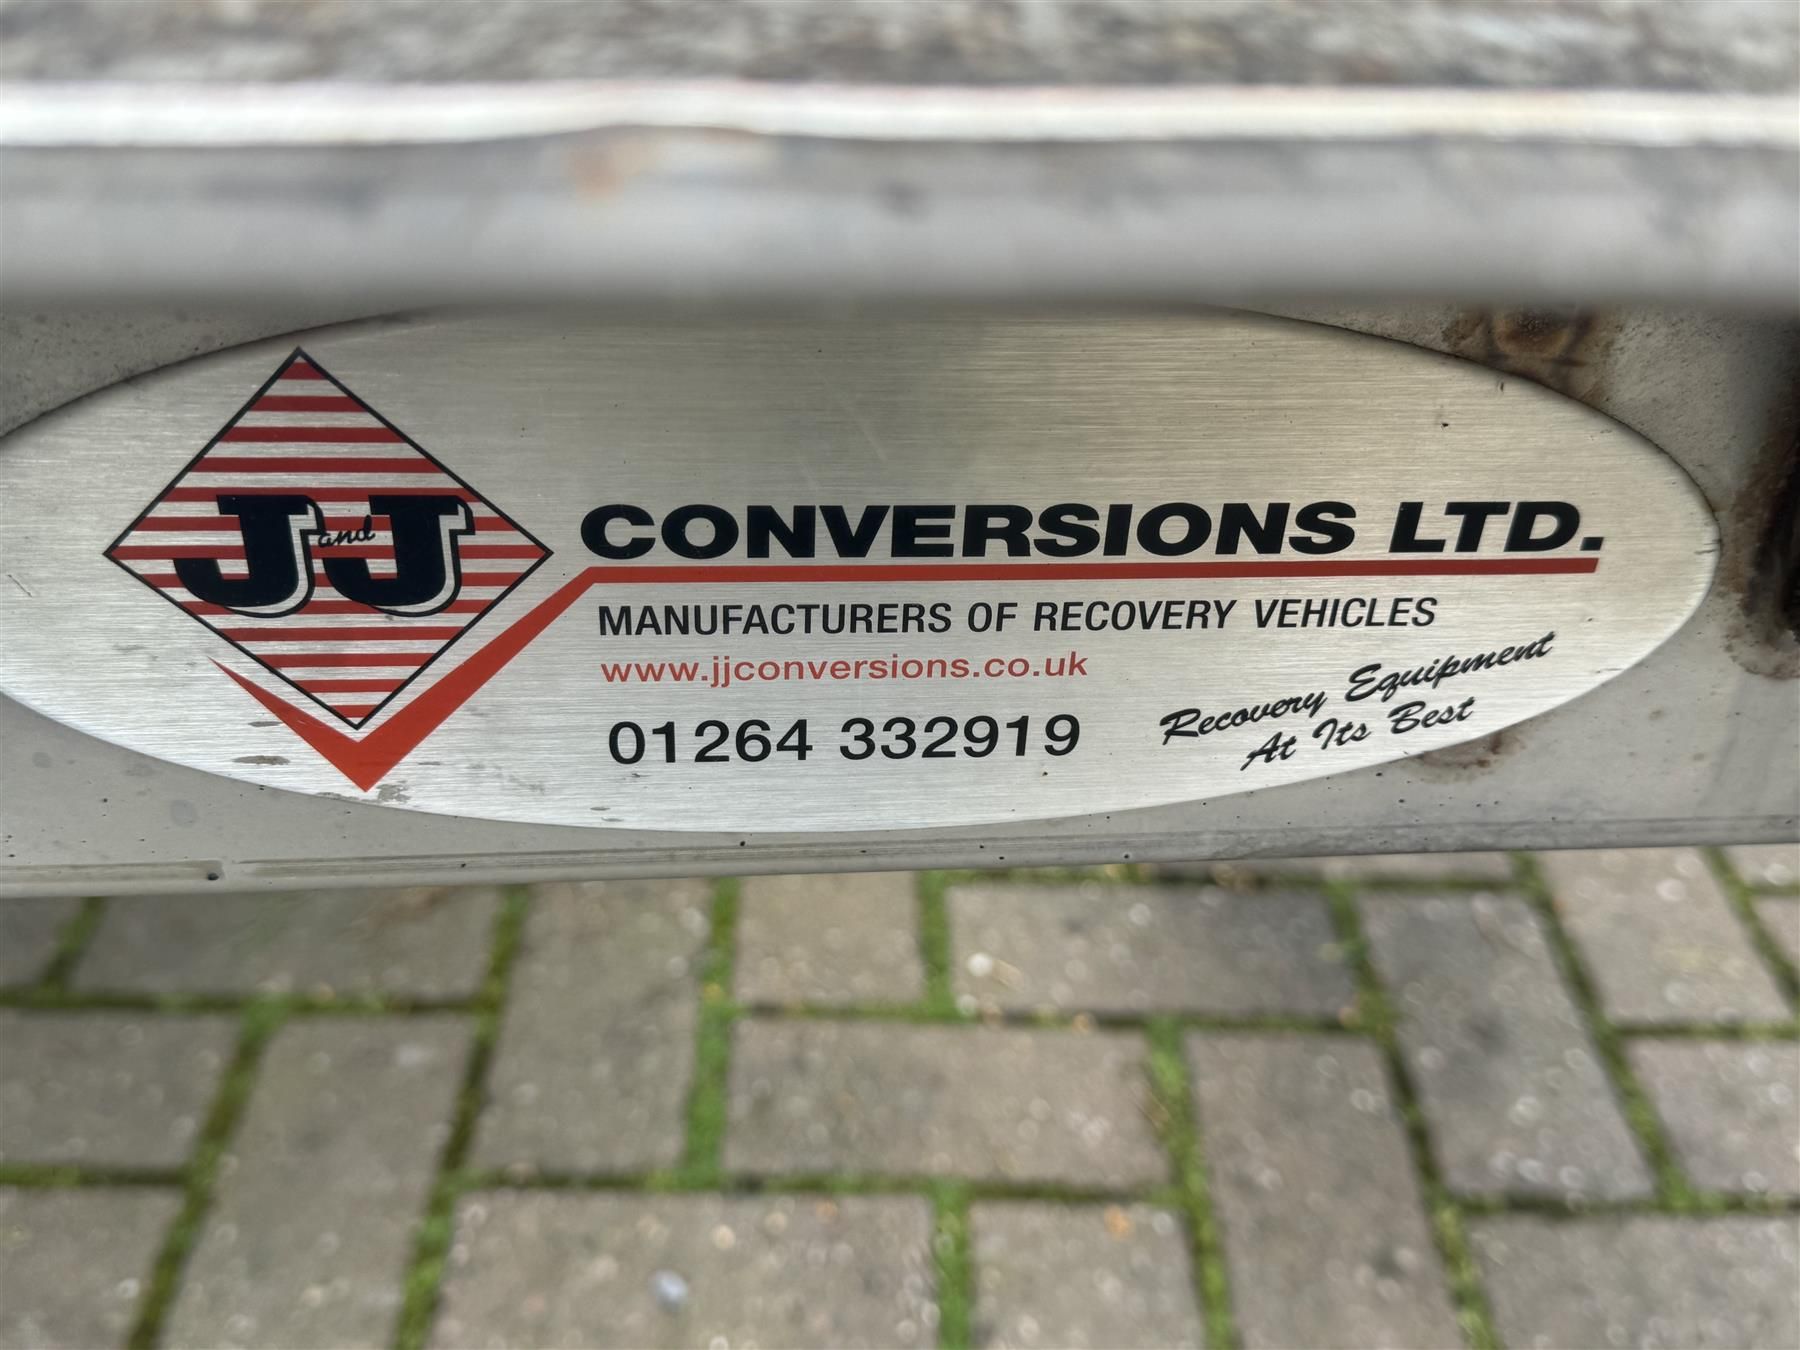 J and J
CONVERSIONS LTD.
MANUFACTURERS OF RECOVERY VEHICLES
www.jjconversions.co.uk
01264 332919
Recovery Equipment
At Its Best